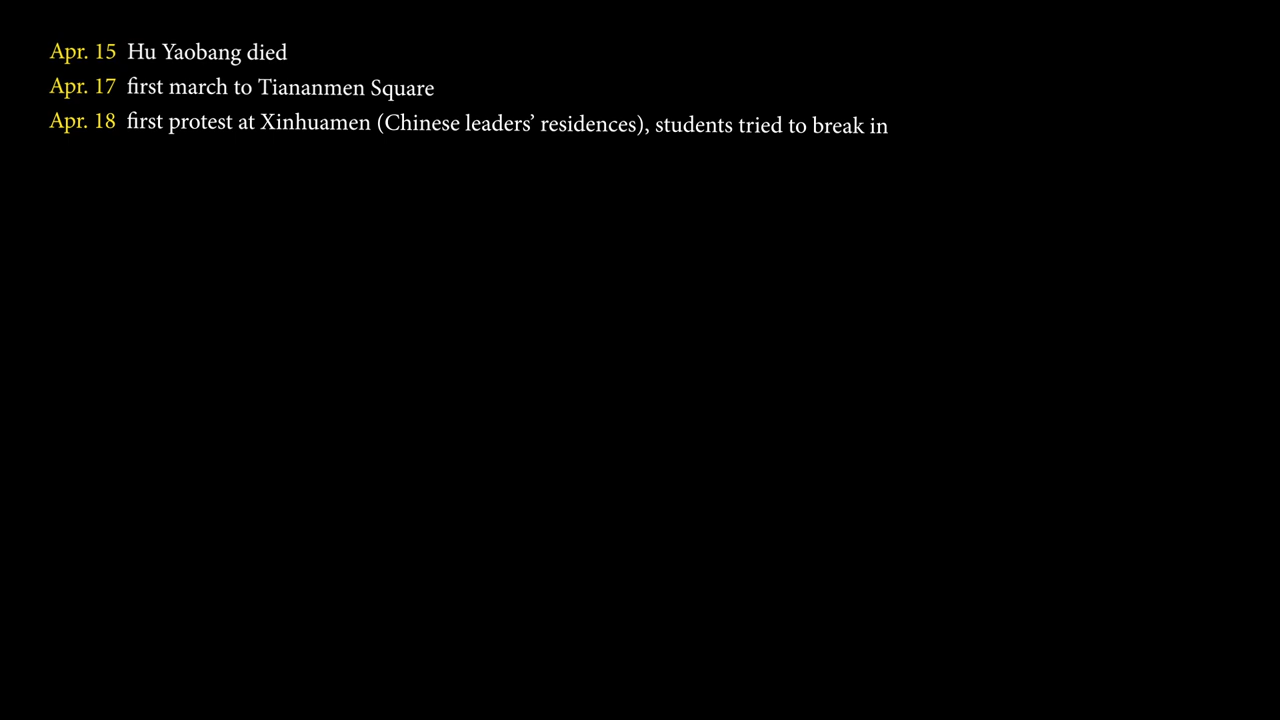 Apr. 15 Hu Yaobang died
Apr. 17 first march to Tiananmen Square
Apr. 18 first protest at Xinhuamen (Chinese leaders’ residences), students tried to break in